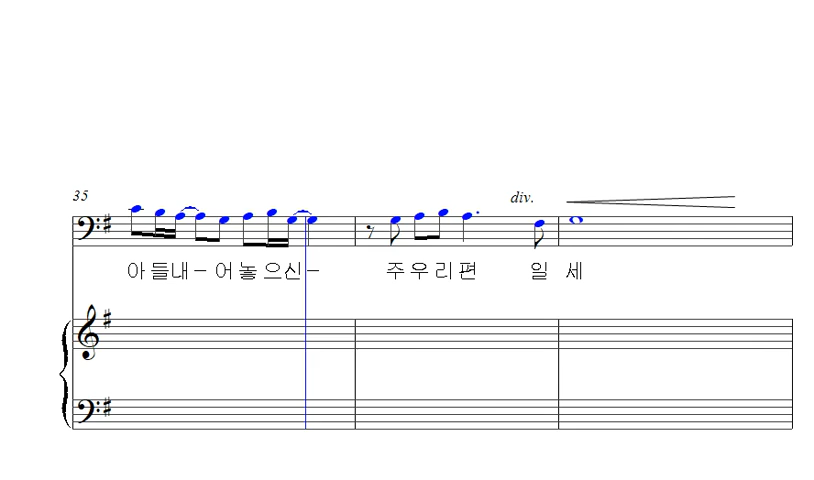 35
div.
아 들 내 - 어 놓 으 신 - 주 우 리 편 일 세